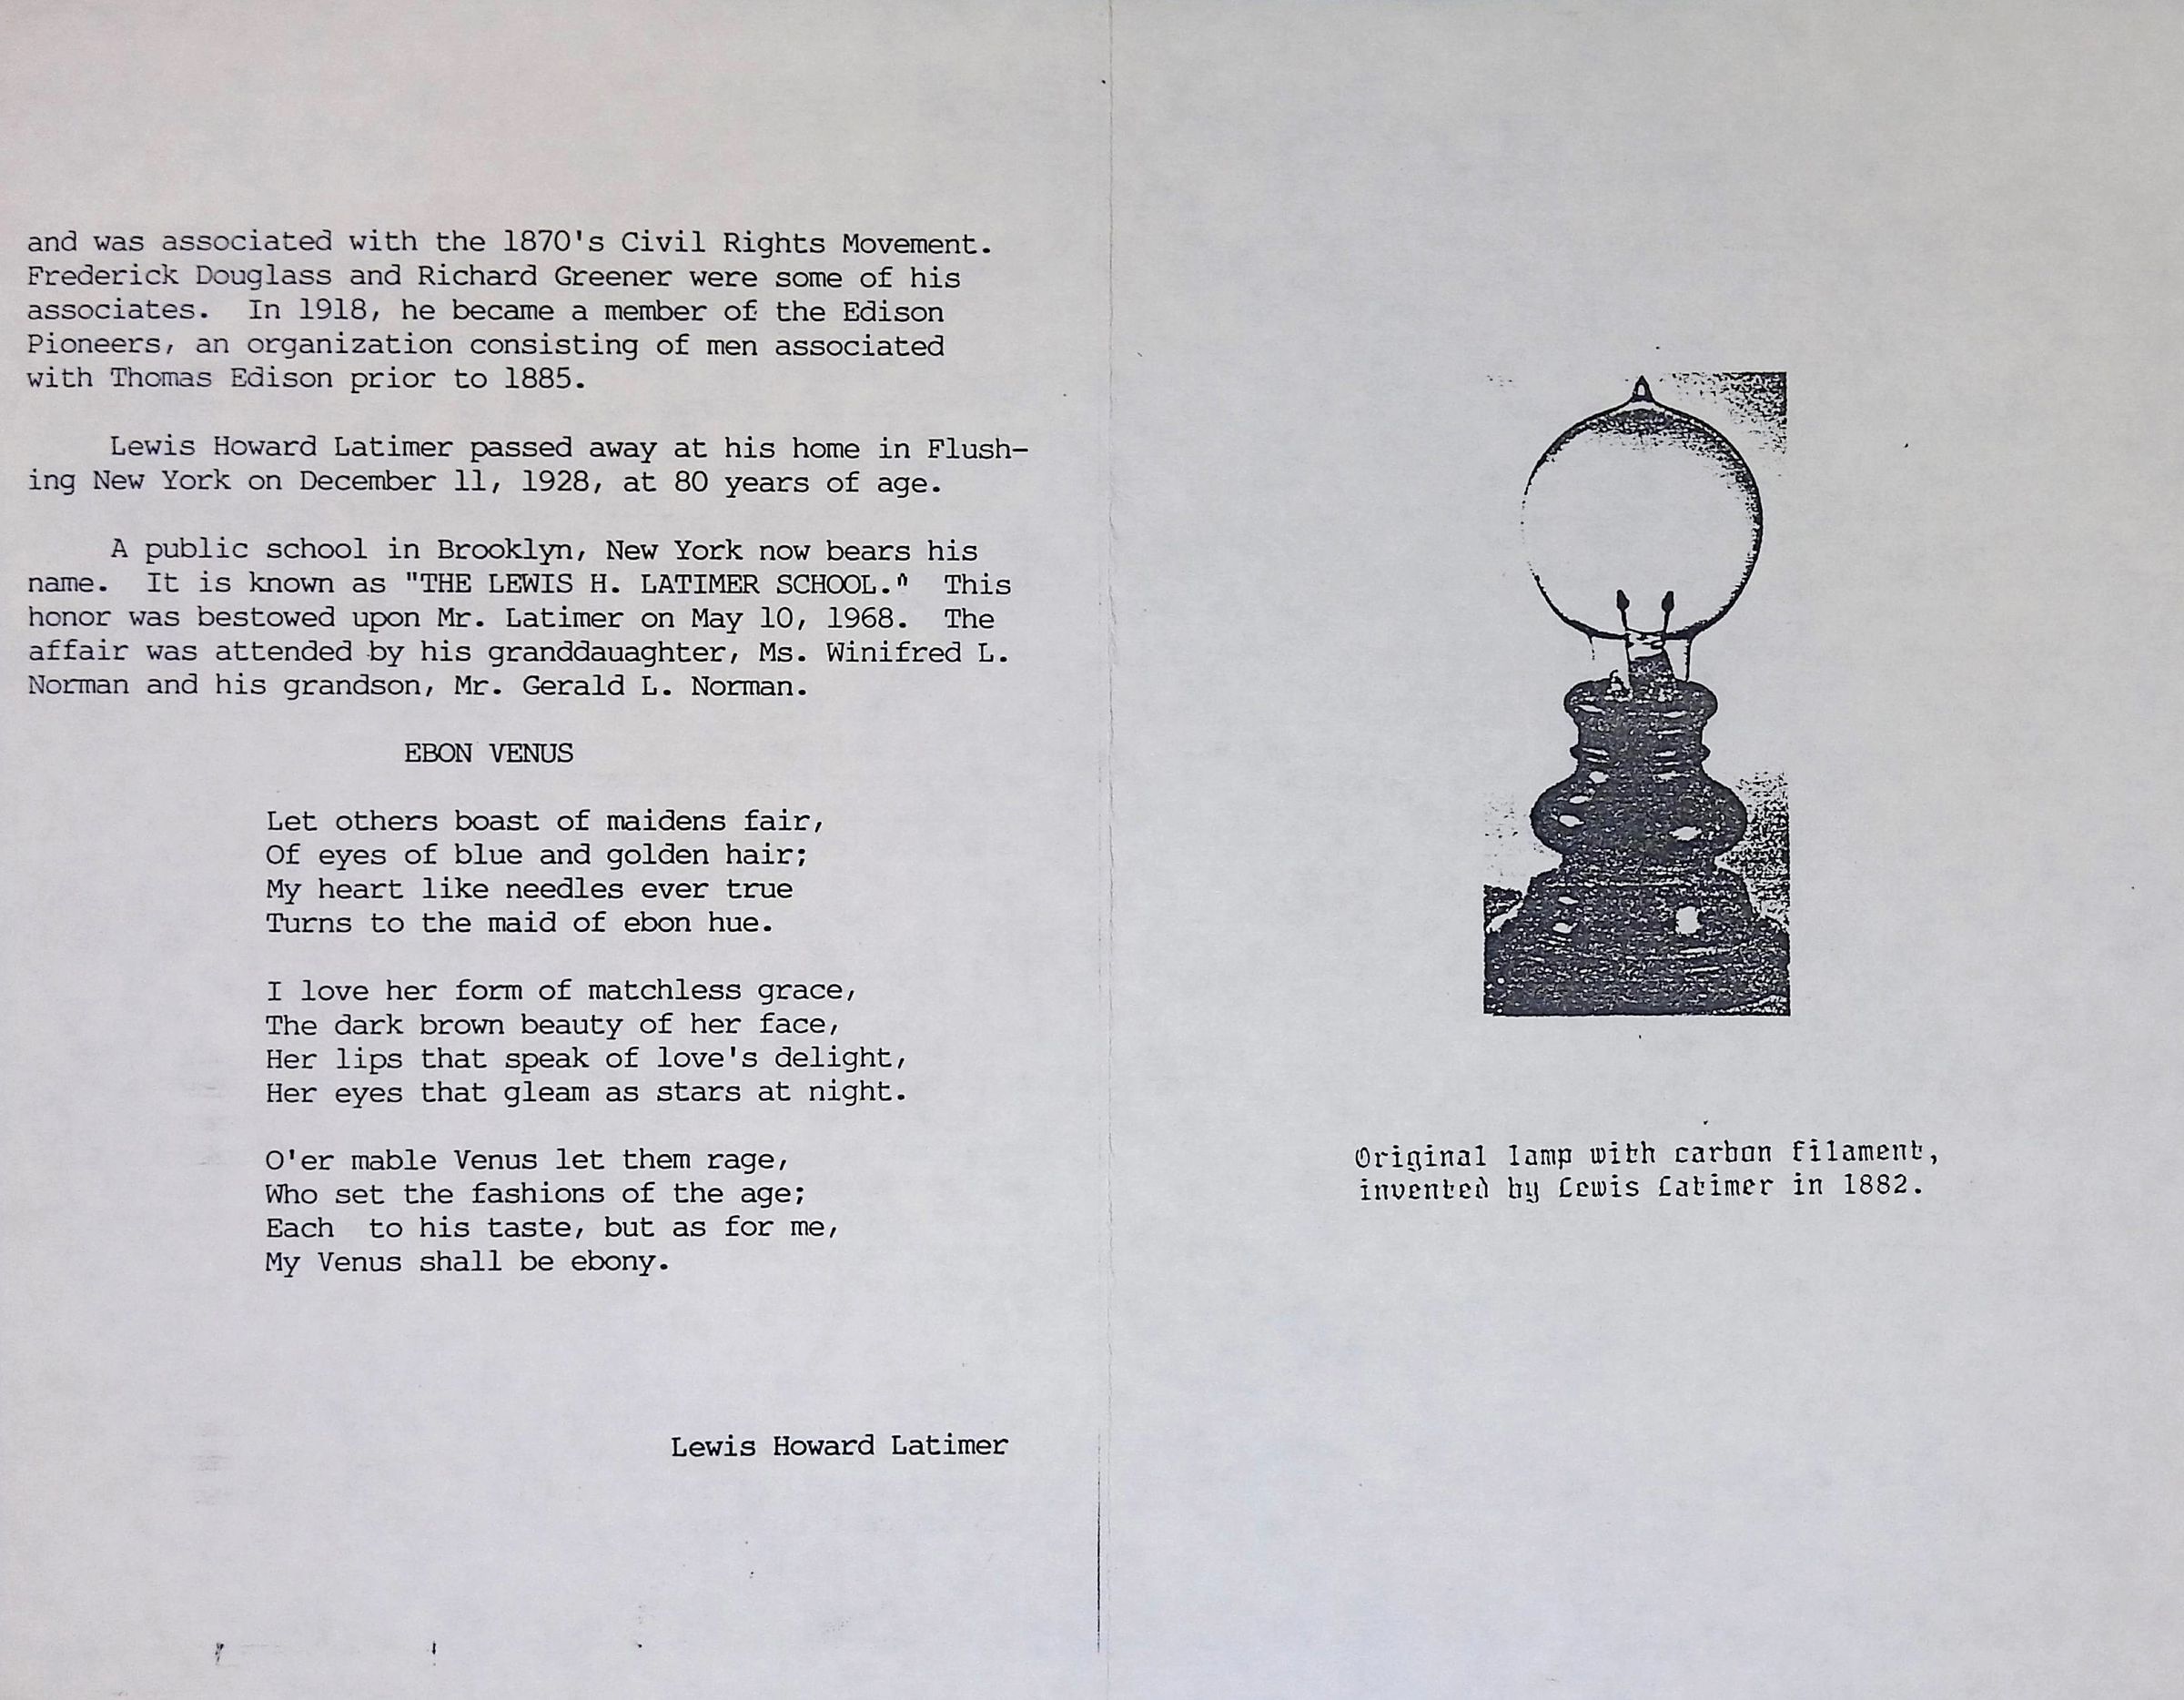 and was associated with the 1870's Civil Rights Movement.
Frederick Douglass and Richard Greener were some of his
associates.  In 1918, he became a member of the Edison
Pioneers, an organization consisting of men associated
with Thomas Edison prior to 1885.
Lewis Howard Latimer passed away at his home in Flush-
ing New York on December 11, 1928, at 80 years of age.
A public school in Brooklyn, New York now bears his
name.  It is known as "THE LEWIS H. LATIMER SCHOOL."  This
honor was bestowed upon Mr. Latimer on May 10, 1968.  The
affair was attended by his granddauaghter, Ms. Winifred L.
Norman and his grandson, Mr. Gerald L. Norman.
EBON VENUS
Let others boast of maidens fair,
Of eyes of blue and golden hair;
My heart like needles ever true
Turns to the maid of ebon hue.
I love her form of matchless grace,
The dark brown beauty of her face,
Her lips that speak of love's delight,
Her eyes that gleam as stars at night.
O'er mable Venus let them rage,
Who set the fashions of the age;
Each  to his taste, but as for me,
My Venus shall be ebony.
Lewis Howard Latimer
Original lamp with carbon filament,
invented by Lewis Latimer in 1882.